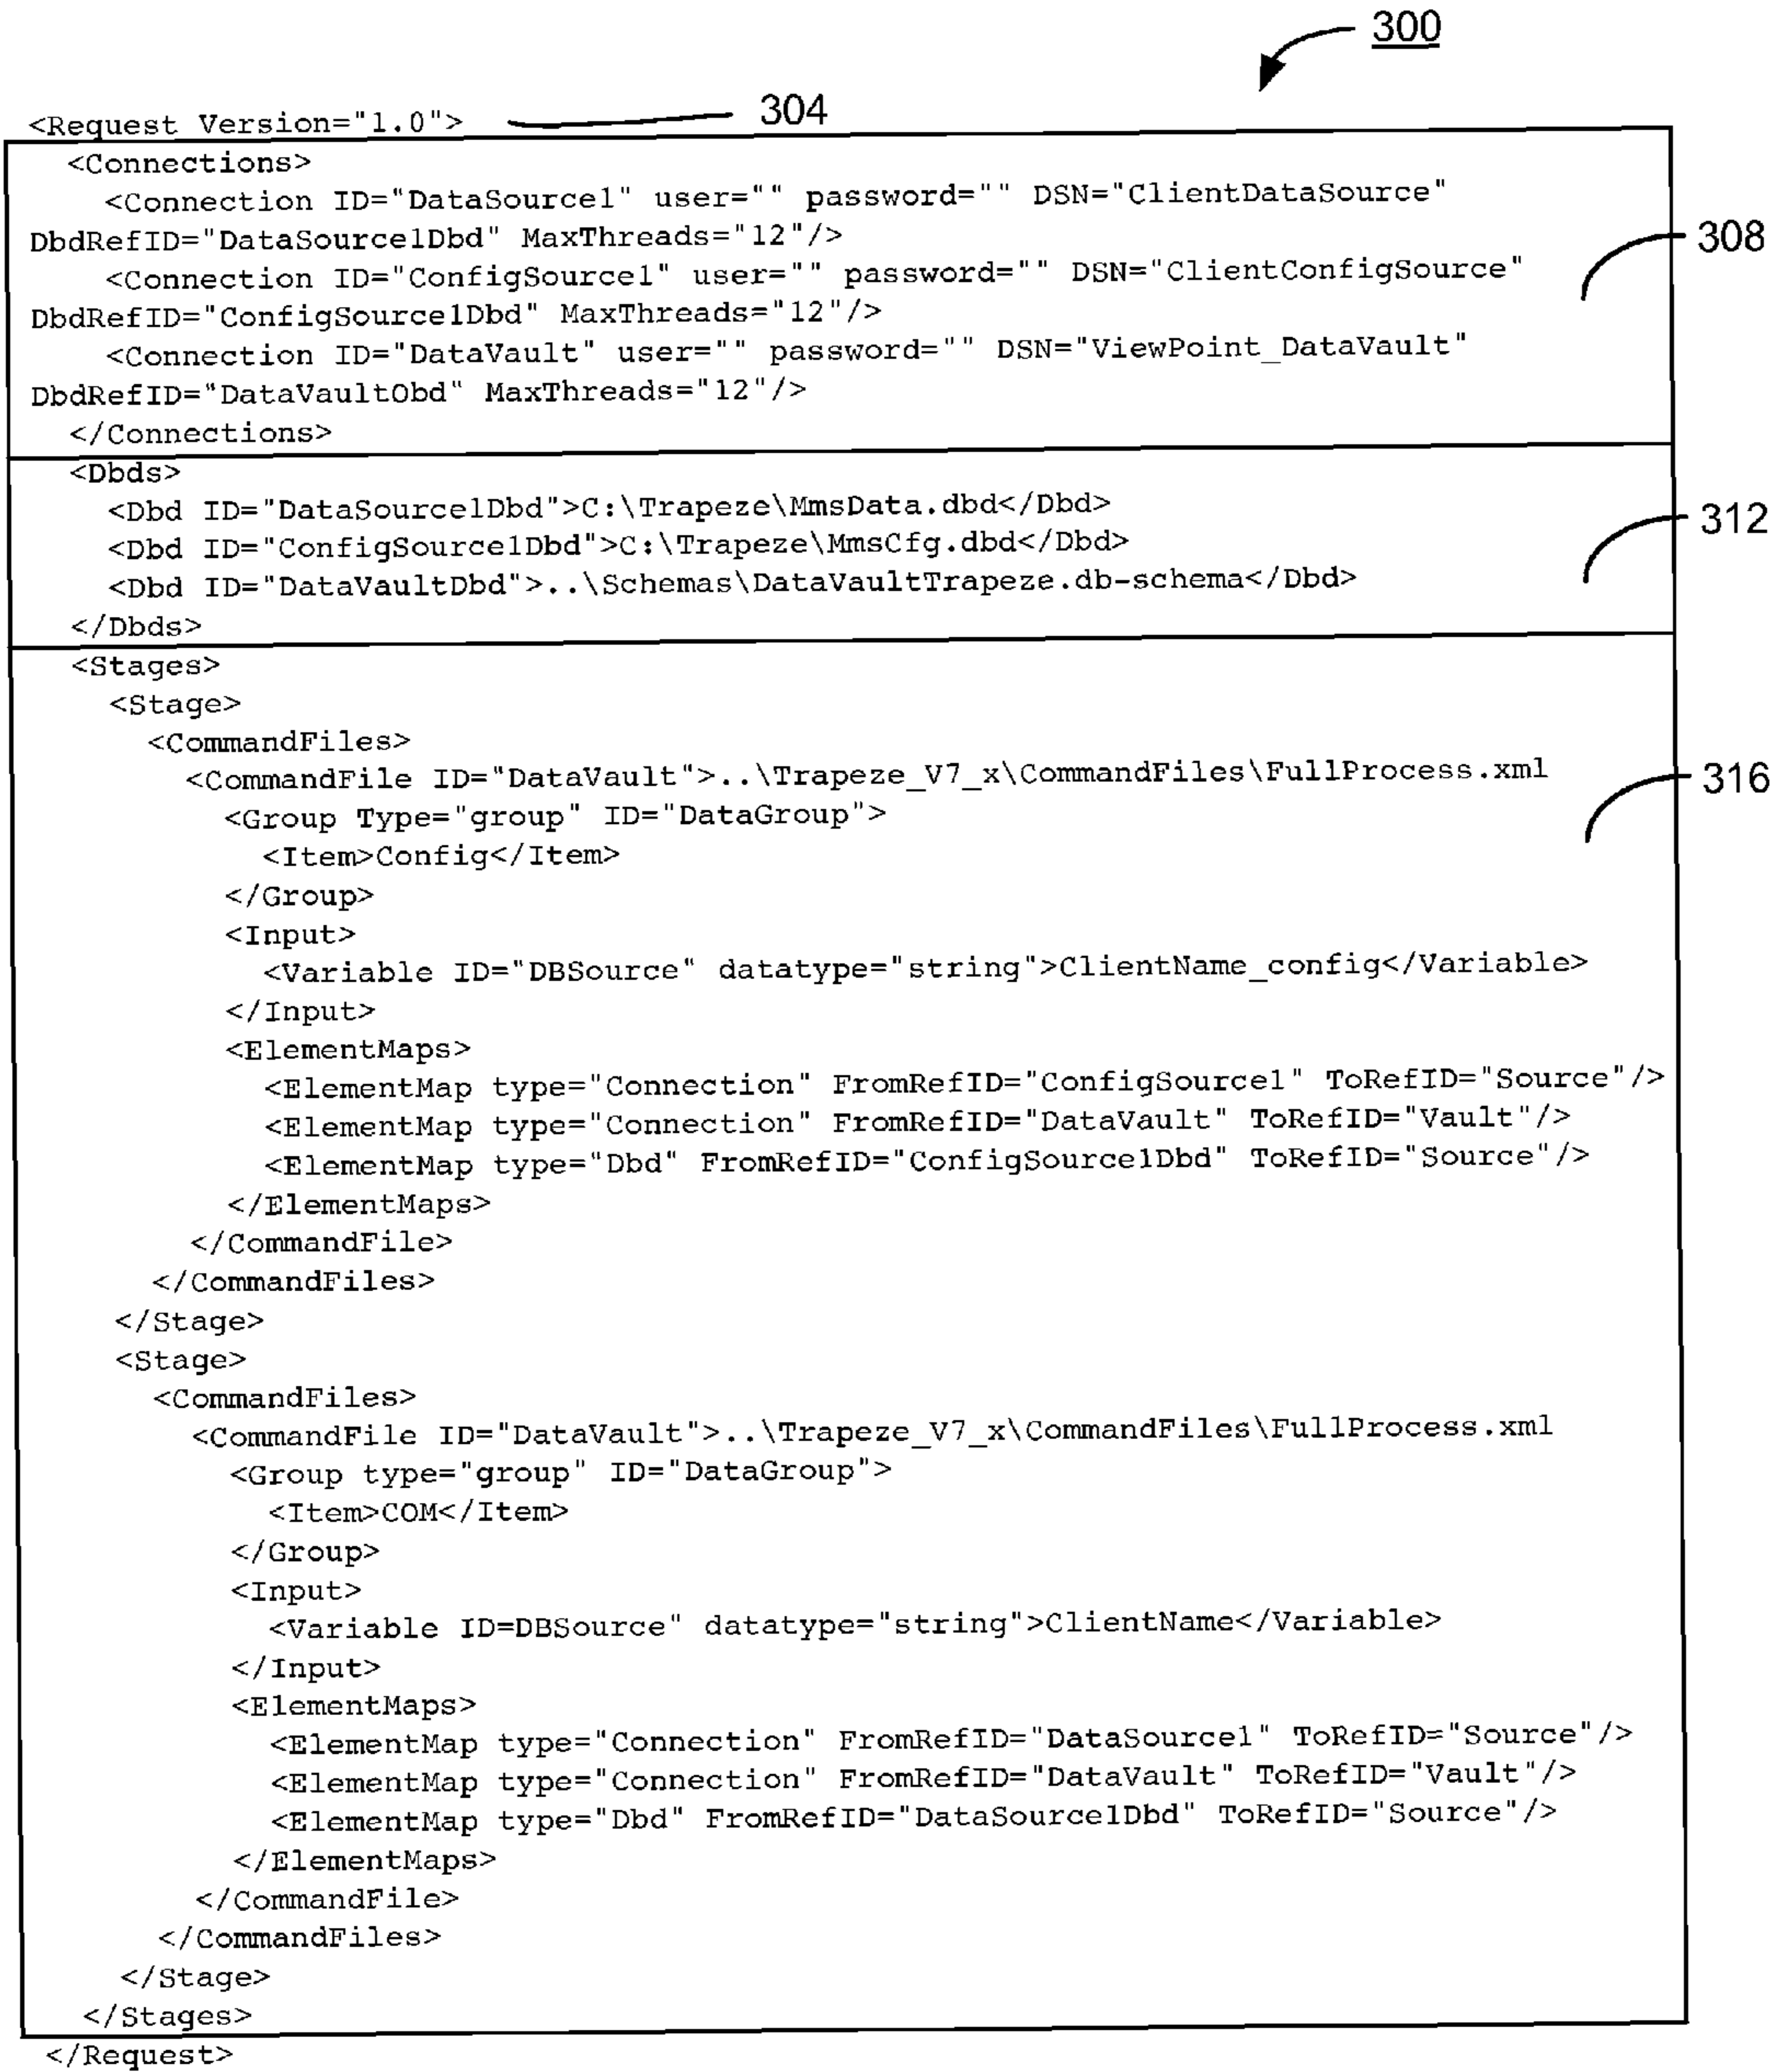 300
<Request Version="1.0"> 304
<Connections>
<Connection ID="DataSource1" user="" password="" DSN="ClientDataSource"
DbdRefID="DataSource1Dbd" MaxThreads="12"/>
308
<Connection ID="ConfigSource1" user="" password="" DSN="ClientConfigSource"
DbdRefID="ConfigSource1Dbd" MaxThreads="12"/>
<Connection ID="DataVault" user="" password="" DSN="ViewPoint_DataVault"
DbdRefID="DataVaultObd" MaxThreads="12"/>
</Connections>
<Dbds>
<Dbd ID="DataSource1Dbd">C:\Trapeze\MmsData.dbd</Dbd>
312
<Dbd ID="ConfigSource1Dbd">C:\Trapeze\MmsCfg.dbd</Dbd>
<Dbd ID="DataVaultDbd">..\Schemas\DataVaultTrapeze.db-schema</Dbd>
</Dbds>
<Stages>
<Stage>
<CommandFiles>
<CommandFile ID="DataVault">..\Trapeze_V7_x\CommandFiles\FullProcess.xml
316
<Group Type="group" ID="DataGroup">
<Item>Config</Item>
</Group>
<Input>
<Variable ID="DBSource" datatype="string">ClientName_config</Variable>
</Input>
<ElementMaps>
<ElementMap type="Connection" FromRefID="ConfigSource1" ToRefID="Source"/>
<ElementMap type="Connection" FromRefID="DataVault" ToRefID="Vault"/>
<ElementMap type="Dbd" FromRefID="ConfigSource1Dbd" ToRefID="Source"/>
</ElementMaps>
</CommandFile>
</CommandFiles>
</Stage>
<Stage>
<CommandFiles>
<CommandFile ID="DataVault">..\Trapeze_V7_x\CommandFiles\FullProcess.xml
<Group type="group" ID="DataGroup">
<Item>COM</Item>
</Group>
<Input>
<Variable ID=DBSource" datatype="string">ClientName</Variable>
</Input>
<ElementMaps>
<ElementMap type="Connection" FromRefID="DataSource1" ToRefID="Source"/>
<ElementMap type="Connection" FromRefID="DataVault" ToRefID="Vault"/>
<ElementMap type="Dbd" FromRefID="DataSource1Dbd" ToRefID="Source"/>
</ElementMaps>
</CommandFile>
</CommandFiles>
</Stage>
</Stages>
</Request>